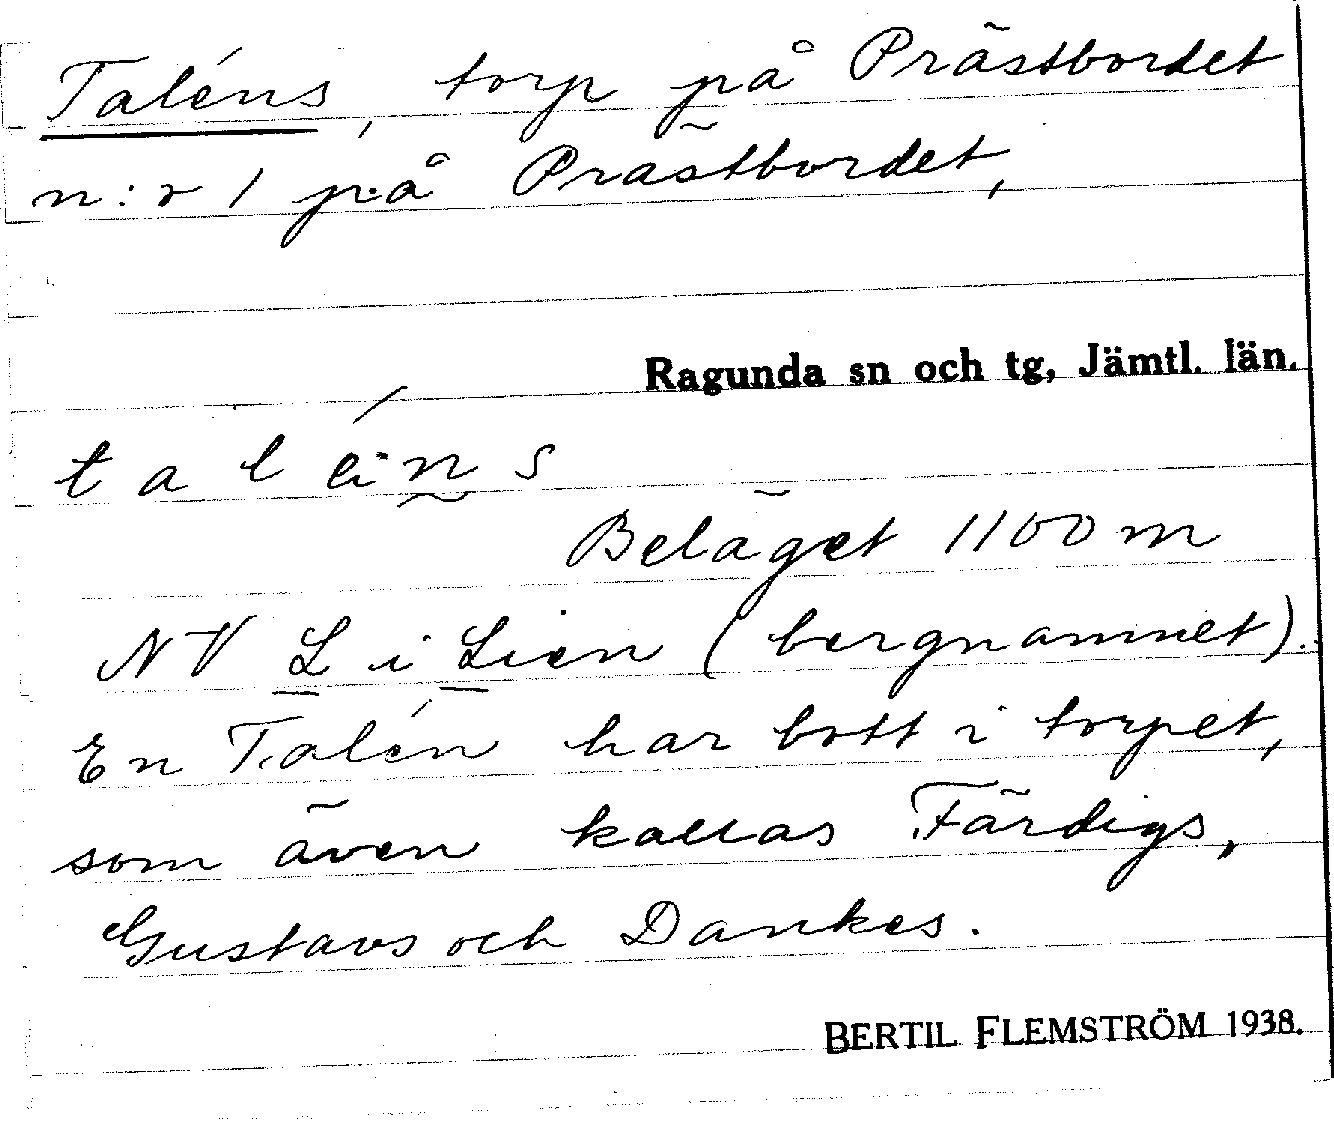 Taléns, torp på Prästbordet
n:r 1 på Prästbordet,
Ragunda sn och tg, Jämtl. län.
Beläget 1100 m
NV L i Lien (bergnamnet).
En Talén har bott i torpet,
som även kallas Färdigs,
Gustavs och Dankes.
BERTIL FLEMSTRÖM 1938.